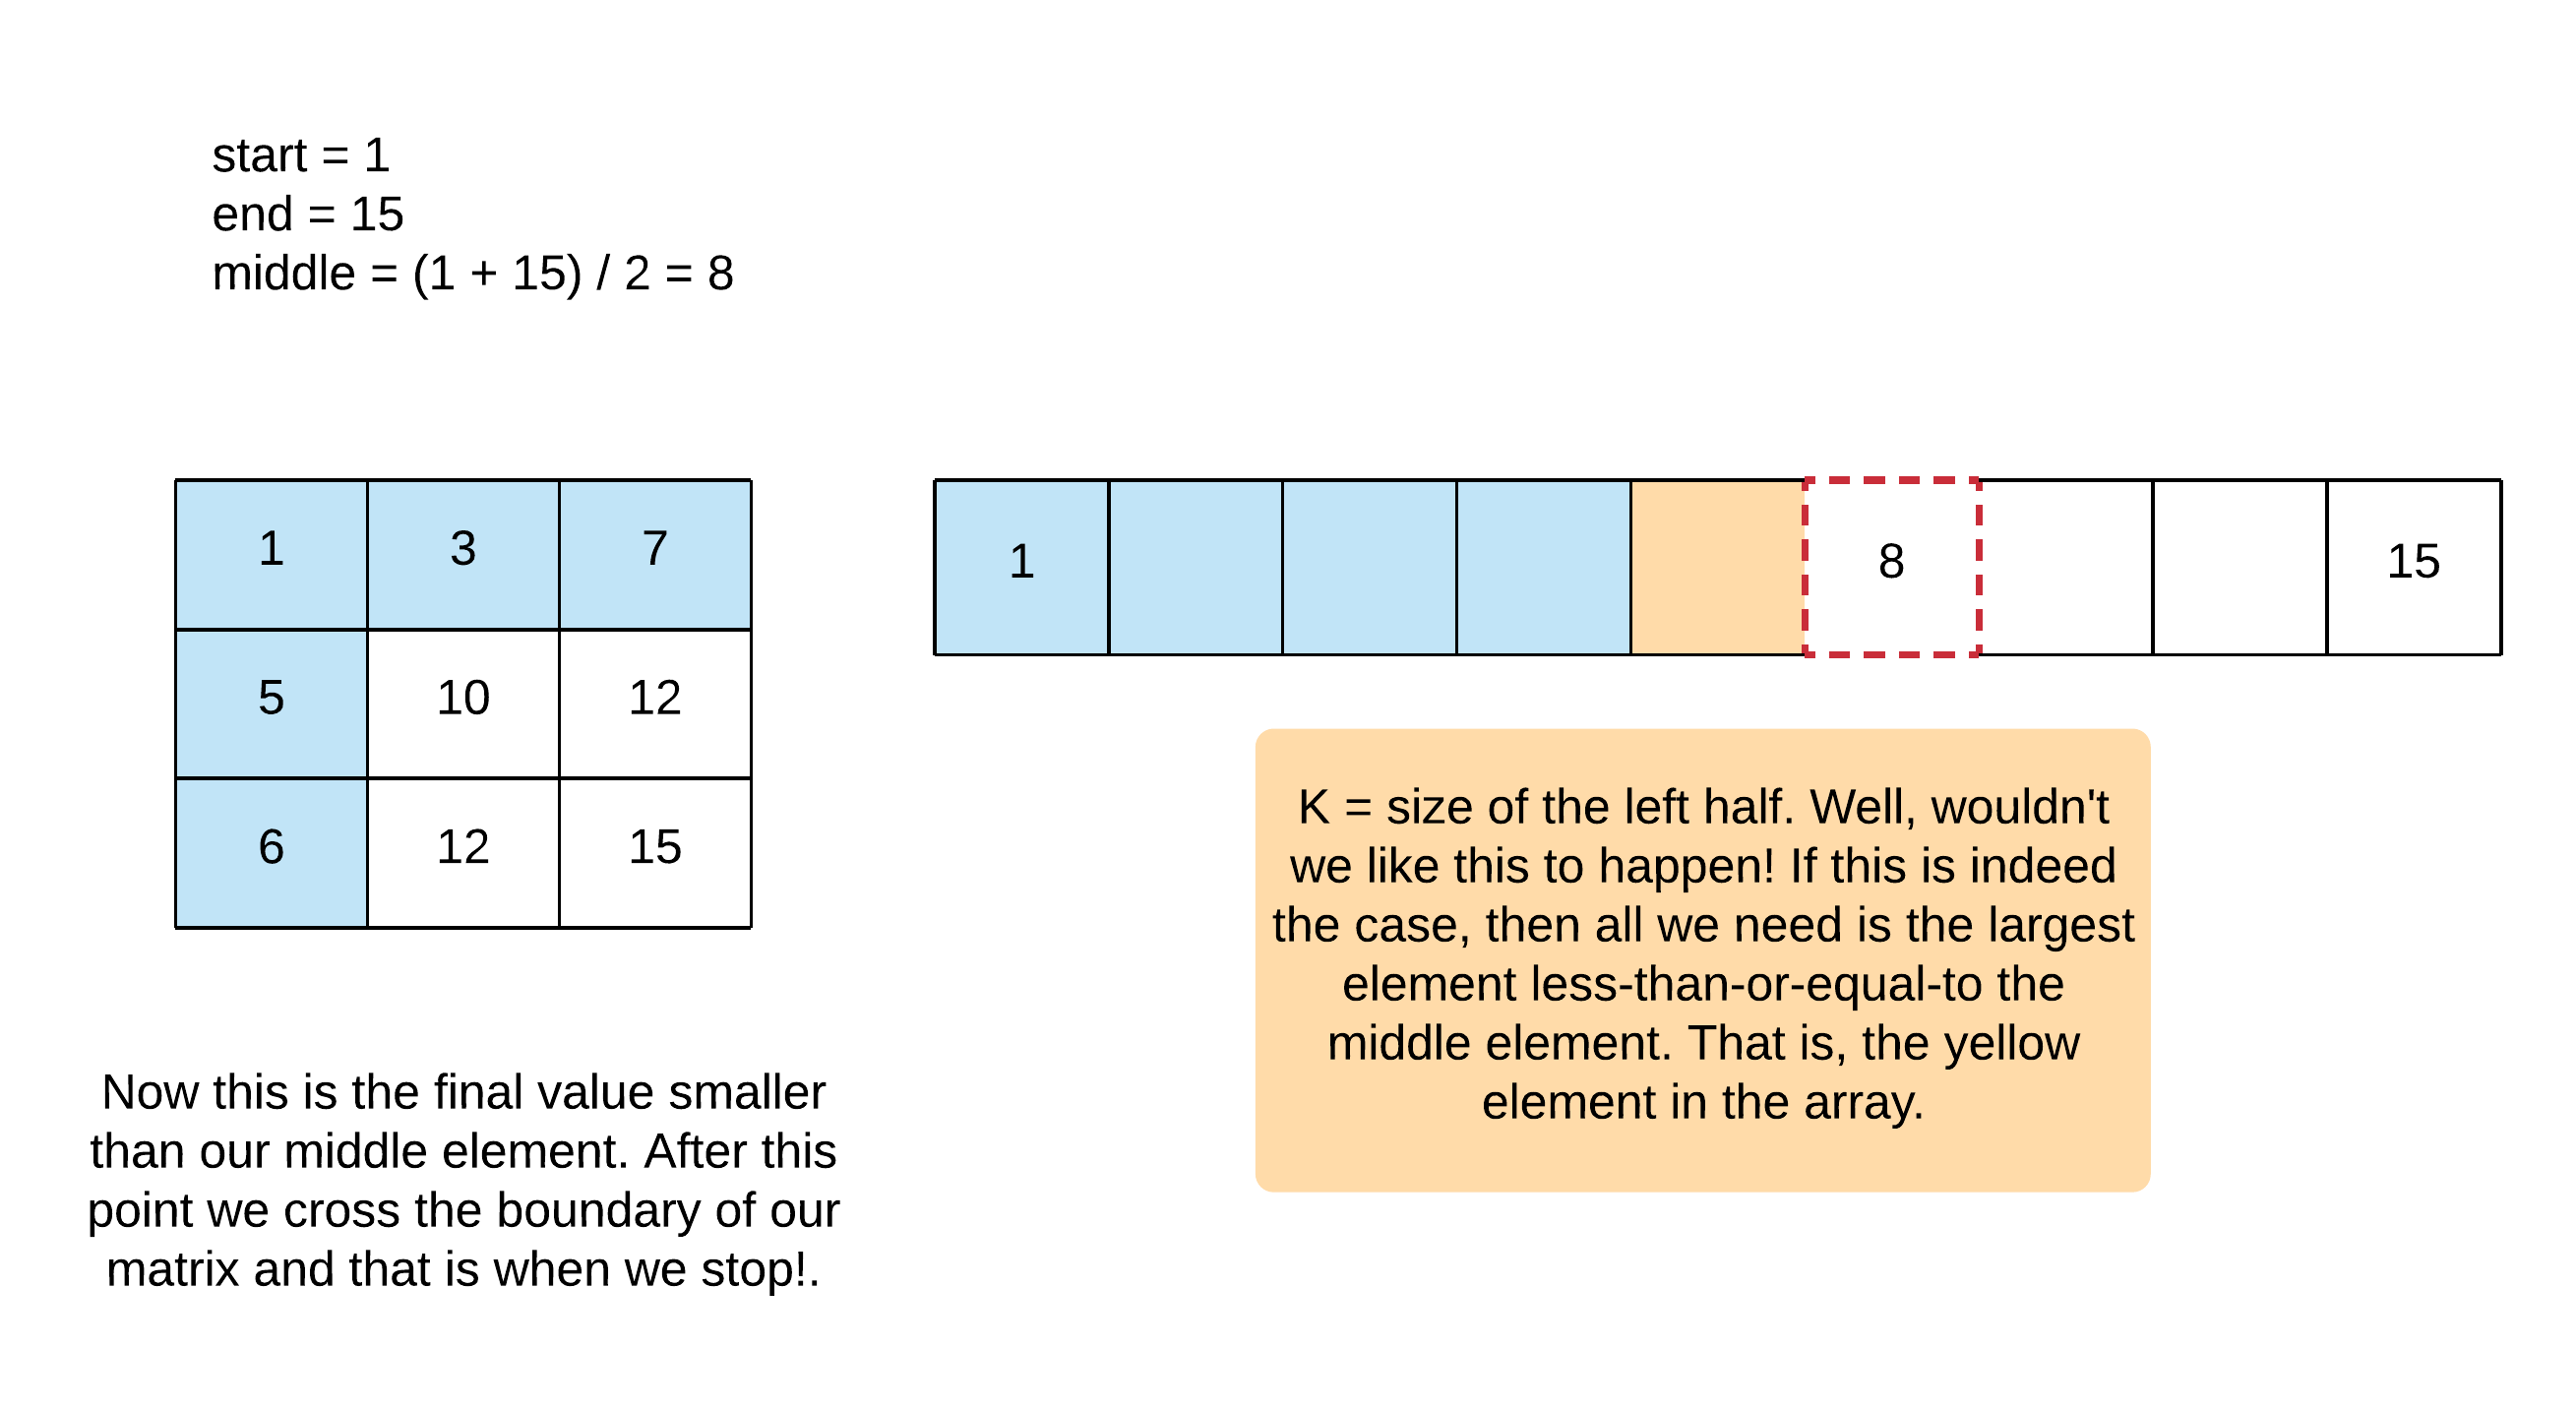 start = 1
end = 15
middle = (1 + 15) / 2 = 8
1 3 7
5 10 12
6 12 15
1 8 15
Now this is the final value smaller
than our middle element. After this
point we cross the boundary of our
matrix and that is when we stop!.
K = size of the left half. Well, wouldn't
we like this to happen! If this is indeed
the case, then all we need is the largest
element less-than-or-equal-to the
middle element. That is, the yellow
element in the array.